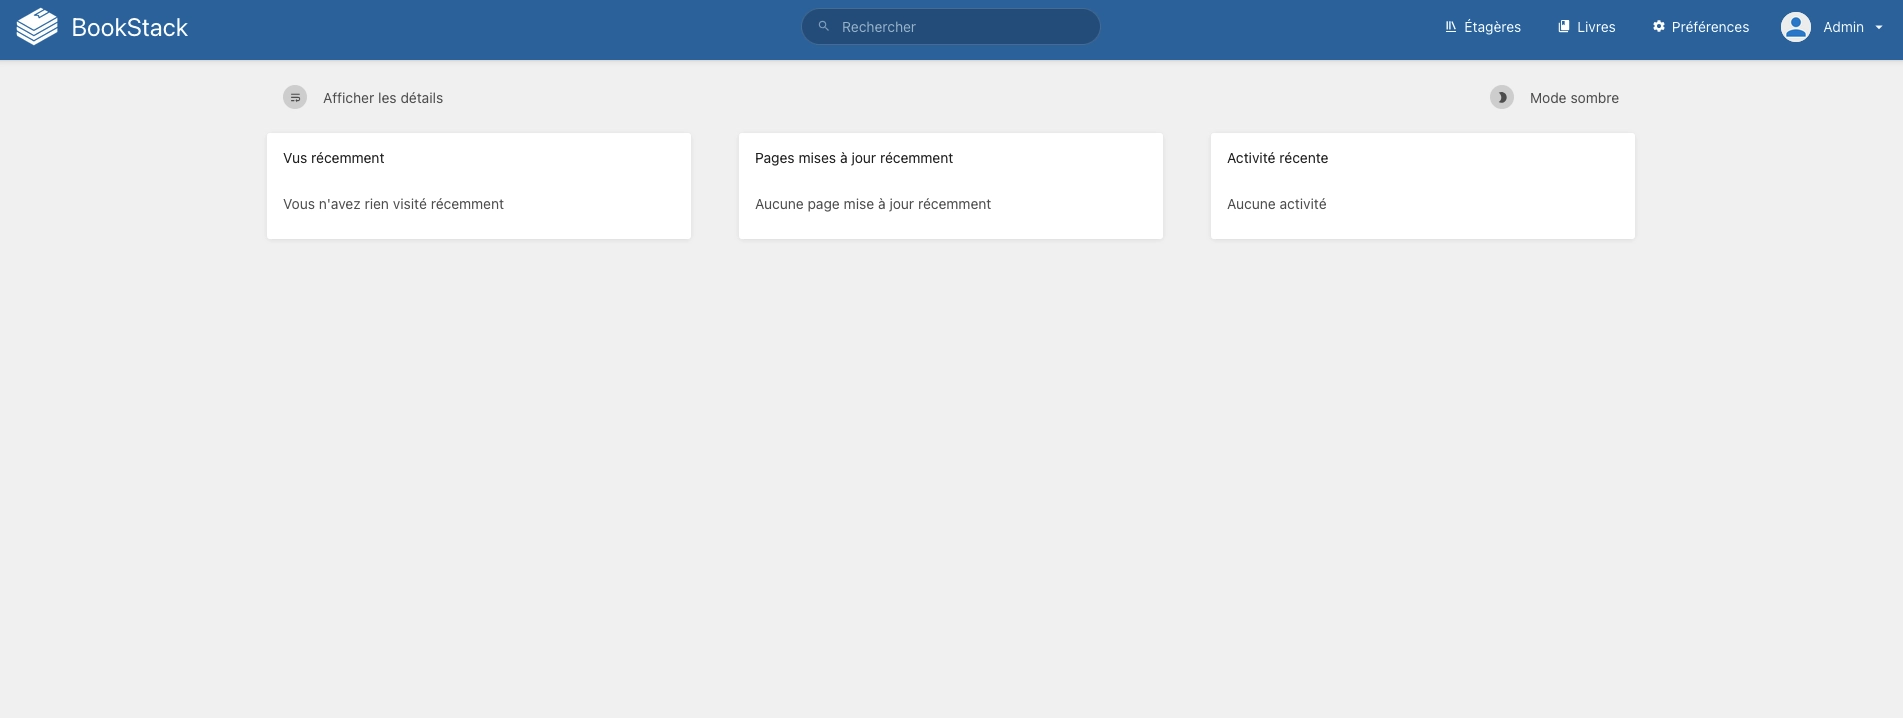 BookStack
Rechercher
Étagères
Livres
Préférences
Admin
Afficher les détails
Mode sombre
Vus récemment
Vous n'avez rien visité récemment
Pages mises à jour récemment
Aucune page mise à jour récemment
Activité récente
Aucune activité